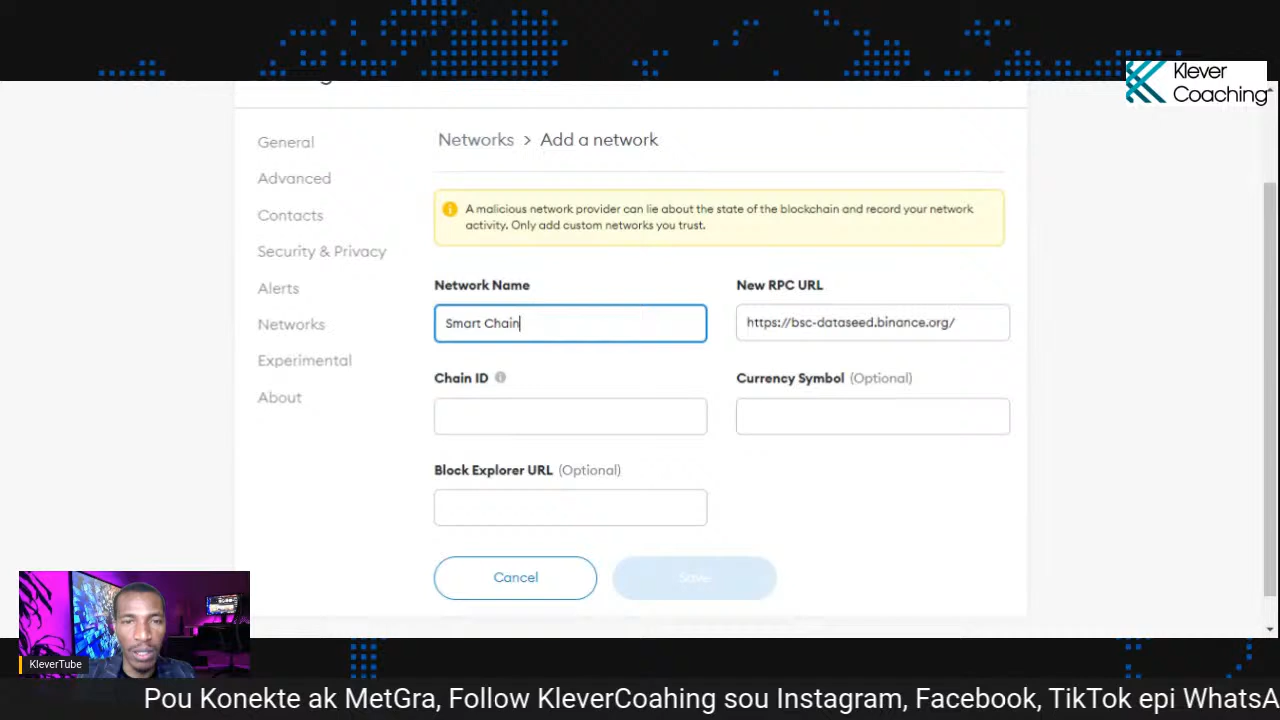 Klever
Coaching
Networks > Add a network
General
Advanced
Contacts
Security & Privacy
Alerts
Networks
Experimental
About
A malicious network provider can lie about the state of the blockchain and record your network
activity. Only add custom networks you trust.
Network Name
New RPC URL
Smart Chain
https://bsc-dataseed.binance.org/
Chain ID
Currency Symbol (Optional)
Block Explorer URL (Optional)
Cancel
Save
KleverTube
Pou Konekte ak MetGra, Follow KleverCoahing sou Instagram, Facebook, TikTok epi WhatsA